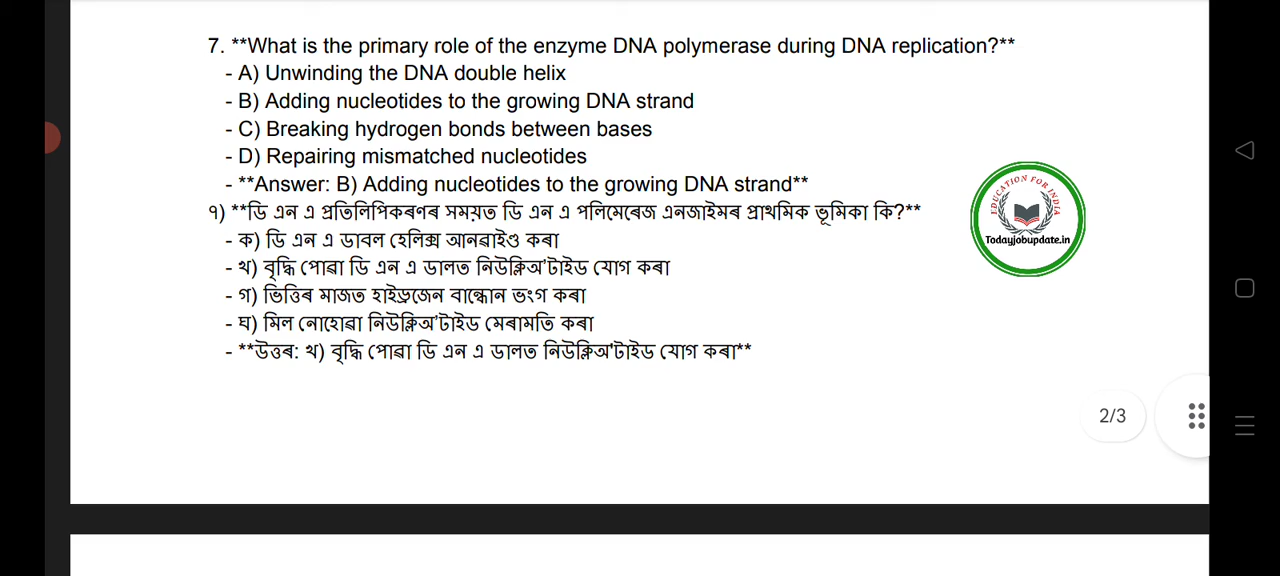 7. **What is the primary role of the enzyme DNA polymerase during DNA replication?**
- A) Unwinding the DNA double helix
- B) Adding nucleotides to the growing DNA strand
- C) Breaking hydrogen bonds between bases
- D) Repairing mismatched nucleotides
- **Answer: B) Adding nucleotides to the growing DNA strand**
৭) **ডি এন এ প্ৰতিলিপিকৰণৰ সময়ত ডি এন এ পলিমেৰেজ এনজাইমৰ প্ৰাথমিক ভূমিকা কি?**
- ক) ডি এন এ ডাবল হেলিক্স আনৱাইণ্ড কৰা
- খ) বৃদ্ধি পোৱা ডি এন এ ডালত নিউক্লিঅ’টাইড যোগ কৰা
- গ) ভিত্তিৰ মাজত হাইড্ৰজেন বান্ধোন ভংগ কৰা
- ঘ) মিল নোহোৱা নিউক্লিঅ’টাইড মেৰামতি কৰা
- **উত্তৰ: খ) বৃদ্ধি পোৱা ডি এন এ ডালত নিউক্লিঅ'টাইড যোগ কৰা**
EDUCATION FOR INDIA
Todayjobupdate.in
2/3